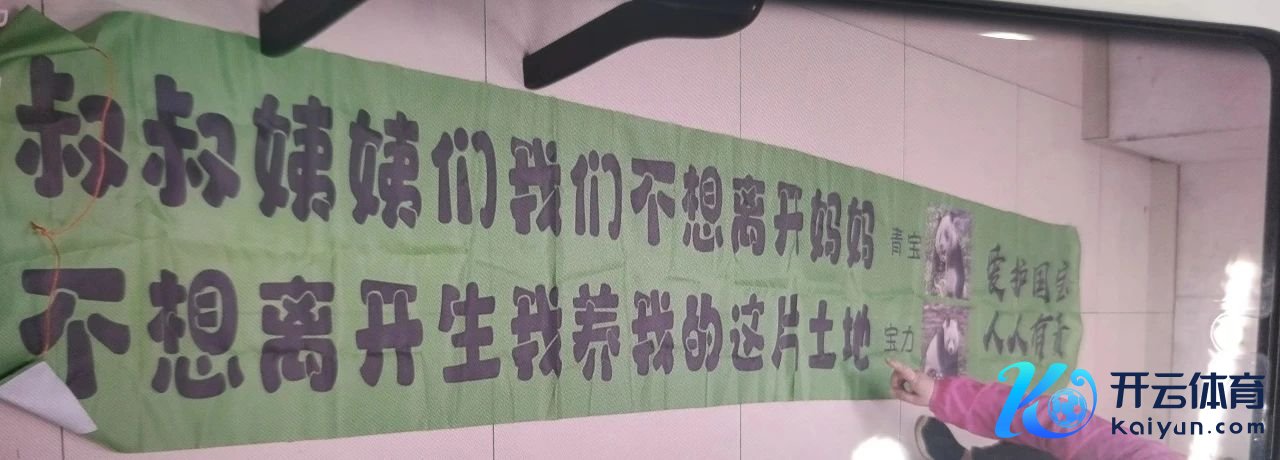 叔叔姨姨们我们不想离开妈妈
不想离开生我养我的这片土地
青宝
宝力
爱护国宝
人人有责
开云体育
kaiyun.com